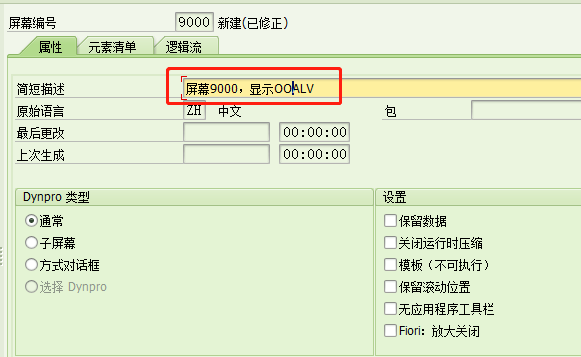 屏幕编号 9000 新建(已修正)
属性 元素清单 逻辑流
简短描述 屏幕9000，显示OOALV
原始语言 ZH 中文 包
最后更改 00:00:00
上次生成 00:00:00
Dynpro 类型 设置
通常 保留数据
子屏幕 关闭运行时压缩
方式对话框 模板（不可执行）
选择 Dynpro 保留滚动位置
无应用程序工具栏
Fiori: 放大关闭